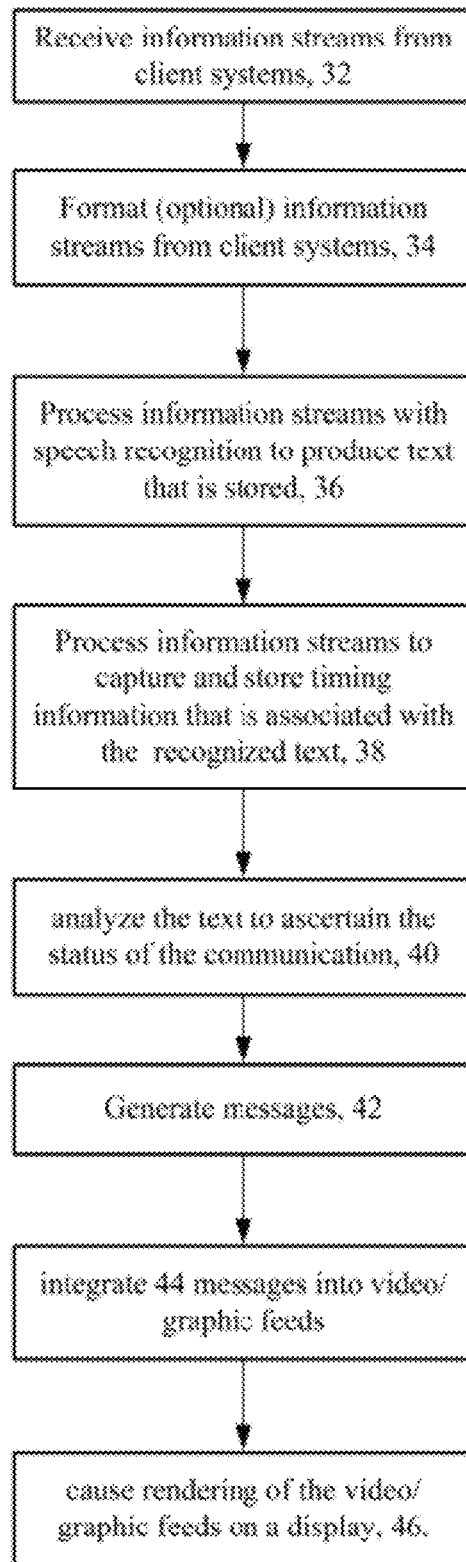 Receive information streams from
client systems, 32
Format (optional) information
streams from client systems, 34
Process information streams with
speech recognition to produce text
that is stored, 36
Process information streams to
capture and store timing
information that is associated with
the recognized text, 38
analyze the text to ascertain the
status of the communication, 40
Generate messages, 42
integrate 44 messages into video/
graphic feeds
cause rendering of the video/
graphic feeds on a display, 46.